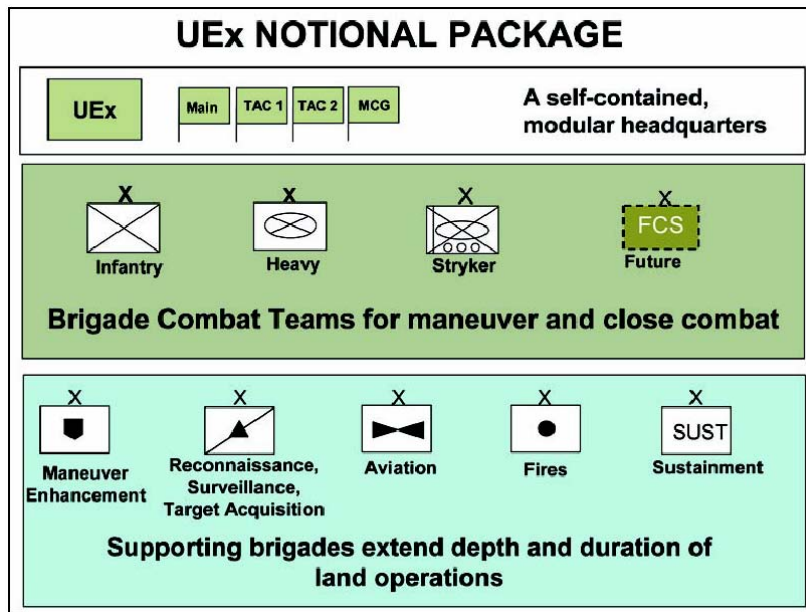 UEx NOTIONAL PACKAGE
UEx
Main
TAC 1
TAC 2
MCG
A self-contained,
modular headquarters
X
X
X
X
FCS
Infantry
Heavy
Stryker
Future
Brigade Combat Teams for maneuver and close combat
X
X
X
X
X
SUST
Maneuver
Enhancement
Reconnaissance,
Surveillance,
Target Acquisition
Aviation
Fires
Sustainment
Supporting brigades extend depth and duration of
land operations